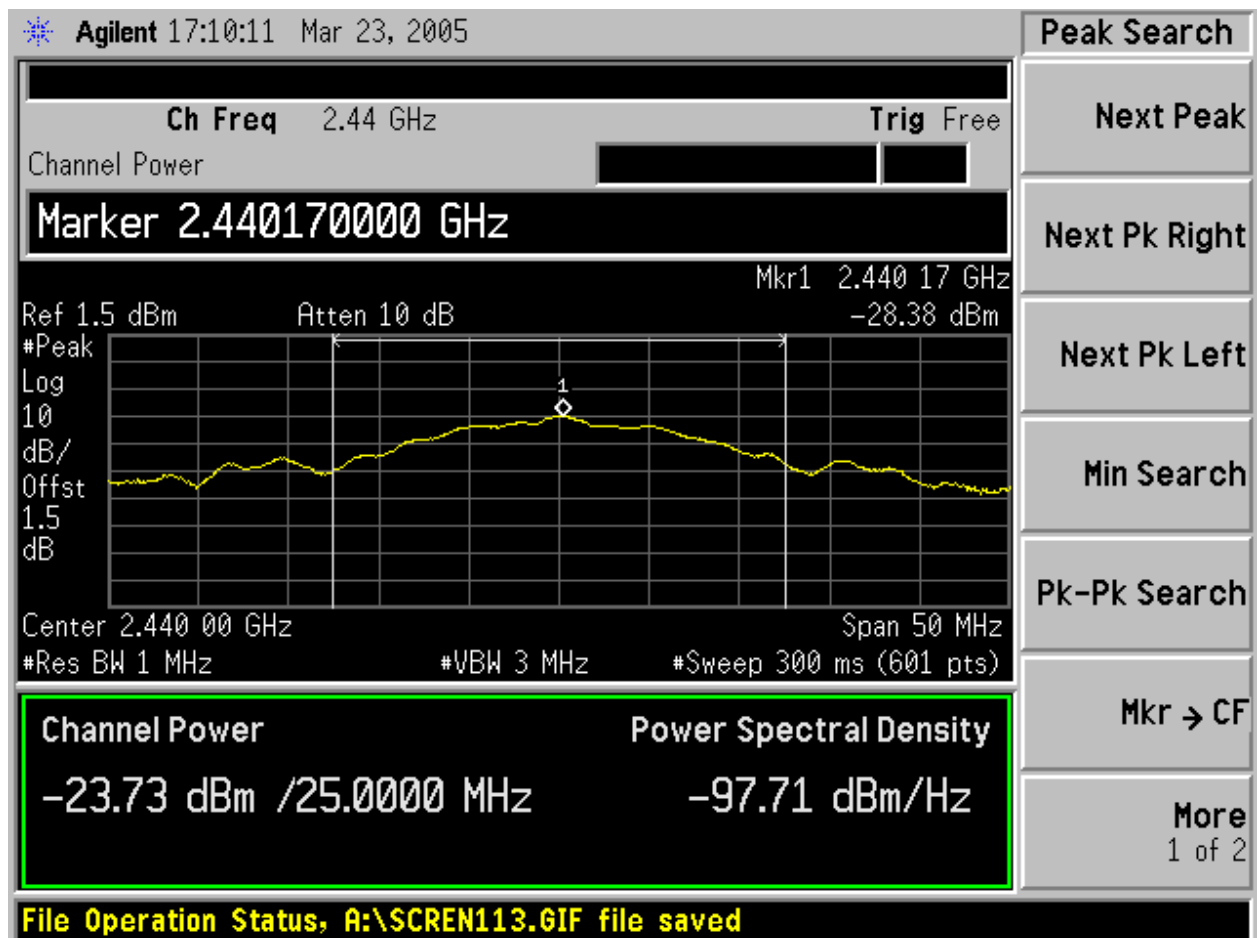 Agilent 17:10:11 Mar 23, 2005
Peak Search
Ch Freq 2.44 GHz Trig Free
Channel Power
Marker 2.440170000 GHz
Mkr1 2.440 17 GHz
Ref 1.5 dBm Atten 10 dB -28.38 dBm
#Peak
Log
10
dB/
Offst
1.5
dB
1
Center 2.440 00 GHz Span 50 MHz
#Res BW 1 MHz #VBW 3 MHz #Sweep 300 ms (601 pts)
Channel Power Power Spectral Density
-23.73 dBm /25.0000 MHz -97.71 dBm/Hz
Next Peak
Next Pk Right
Next Pk Left
Min Search
Pk-Pk Search
Mkr → CF
More
1 of 2
File Operation Status, A:\SCREN113.GIF file saved